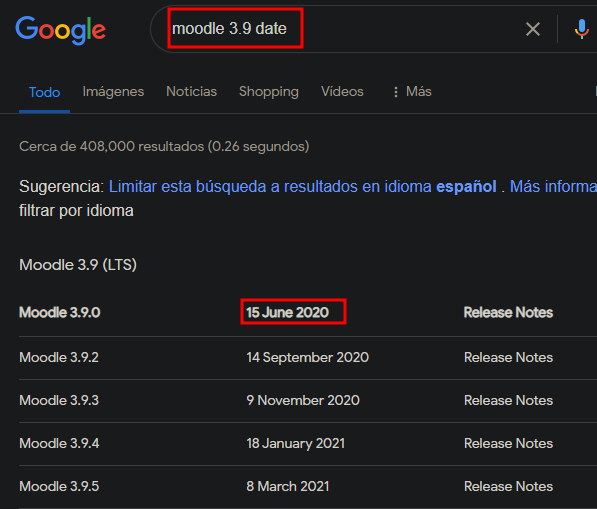 Google
moodle 3.9 date
Todo Imágenes Noticias Shopping Vídeos Más
Cerca de 408,000 resultados (0.26 segundos)
Sugerencia: Limitar esta búsqueda a resultados en idioma español . Más informa
filtrar por idioma
Moodle 3.9 (LTS)
Moodle 3.9.0 15 June 2020 Release Notes
Moodle 3.9.2 14 September 2020 Release Notes
Moodle 3.9.3 9 November 2020 Release Notes
Moodle 3.9.4 18 January 2021 Release Notes
Moodle 3.9.5 8 March 2021 Release Notes